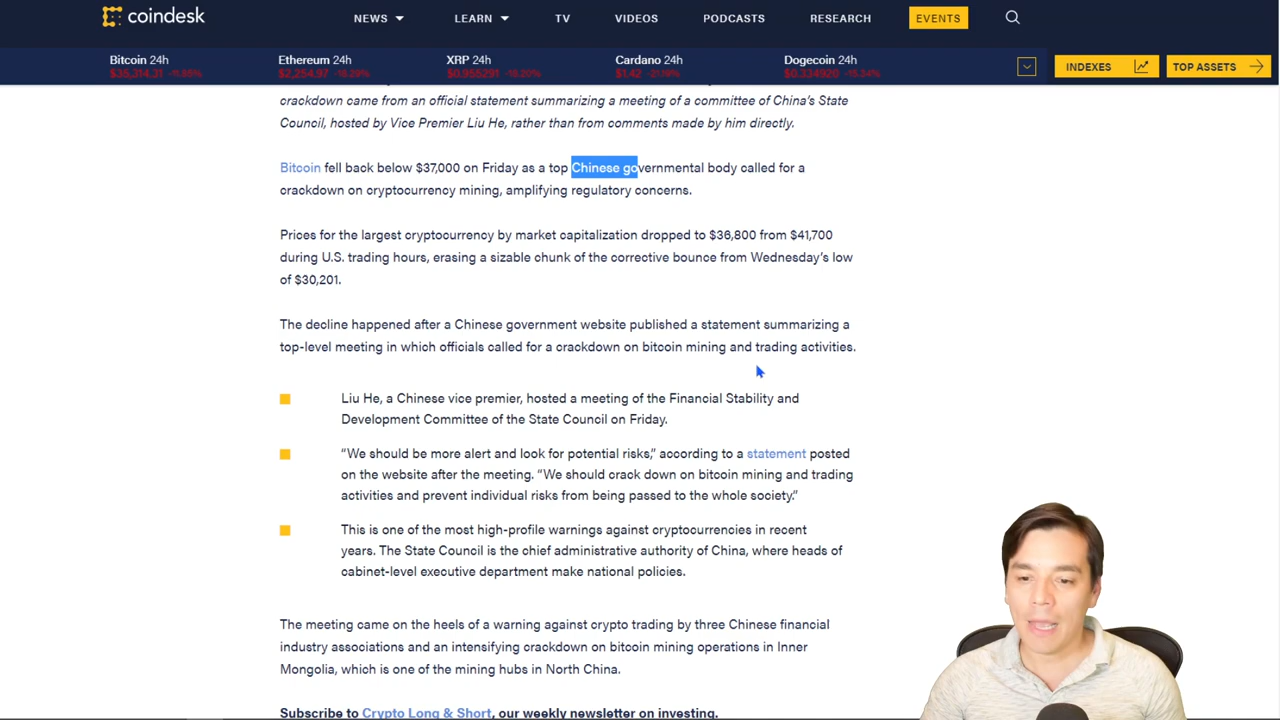 coindesk
NEWS
LEARN
TV
VIDEOS
PODCASTS
RESEARCH
EVENTS
Bitcoin 24h
Ethereum 24h
XRP 24h
Cardano 24h
Dogecoin 24h
$35,314.31 -11.55%
$2,254.97
$0.955291
$1.42
$0.334920
INDEXES
TOP ASSETS
crackdown came from an official statement summarizing a meeting of a committee of China's State
Council, hosted by Vice Premier Liu He, rather than from comments made by him directly.
Bitcoin fell back below $37,000 on Friday as a top Chinese governmental body called for a
crackdown on cryptocurrency mining, amplifying regulatory concerns.
Prices for the largest cryptocurrency by market capitalization dropped to $36,800 from $41,700
during U.S. trading hours, erasing a sizable chunk of the corrective bounce from Wednesday's low
of $30,201.
The decline happened after a Chinese government website published a statement summarizing a
top-level meeting in which officials called for a crackdown on bitcoin mining and trading activities.
Liu He, a Chinese vice premier, hosted a meeting of the Financial Stability and
Development Committee of the State Council on Friday.
“We should be more alert and look for potential risks,” according to a statement posted
on the website after the meeting. “We should crack down on bitcoin mining and trading
activities and prevent individual risks from being passed to the whole society.”
This is one of the most high-profile warnings against cryptocurrencies in recent
years. The State Council is the chief administrative authority of China, where heads of
cabinet-level executive department make national policies.
The meeting came on the heels of a warning against crypto trading by three Chinese financial
industry associations and an intensifying crackdown on bitcoin mining operations in Inner
Mongolia, which is one of the mining hubs in North China.
Subscribe to Crypto Long & Short, our weekly newsletter on investing.